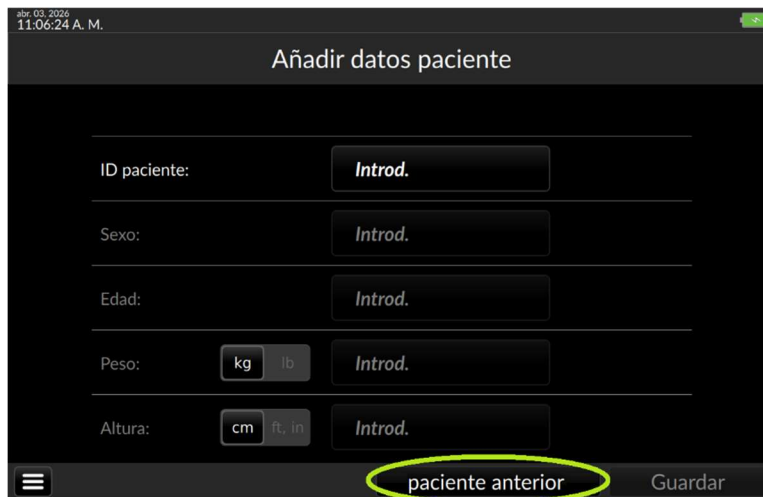 abr. 03, 2026
11:06:24 A. M.
Añadir datos paciente
ID paciente: Introd.
Sexo: Introd.
Edad: Introd.
Peso: kg lb Introd.
Altura: cm ft, in Introd.
paciente anterior Guardar